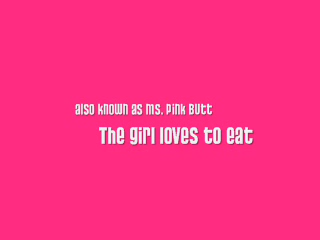 also known as ms. pink butt
The girl loves to eat